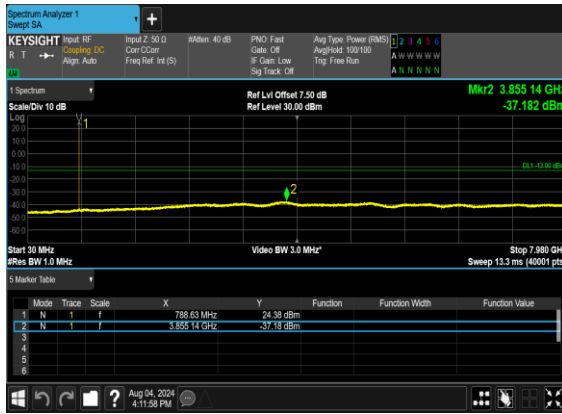 Spectrum Analyzer 1
Swept SA
+
KEYSIGHT
R T
Input: RF
Coupling: DC
Align: Auto
Input Z: 50 Ω
Corr CCorr
Freq Ref: Int (S)
#Atten: 40 dB
PNO: Fast
Gate: Off
IF Gain: Low
Sig Track: Off
Avg Type: Power (RMS)
Avg|Hold: 100/100
Trig: Free Run
1 2 3 4 5 6
A W W W W W
A N N N N N
LXI
1 Spectrum
Scale/Div 10 dB
Ref Lvl Offset 7.50 dB
Ref Level 30.00 dBm
Mkr2 3.855 14 GHz
-37.182 dBm
Log
20.0
10.0
0.00
-10.0
-20.0
-30.0
-40.0
-50.0
-60.0
1
2
DL1 -13.00 dBm
Start 30 MHz
#Res BW 1.0 MHz
Video BW 3.0 MHz*
Stop 7.980 GHz
Sweep 13.3 ms (40001 pts)
5 Marker Table
Mode Trace Scale X Y Function Function Width Function Value
1 N 1 f 788.63 MHz 24.38 dBm
2 N 1 f 3.855 14 GHz -37.18 dBm
3
4
5
6
?
Aug 04, 2024
4:11:58 PM